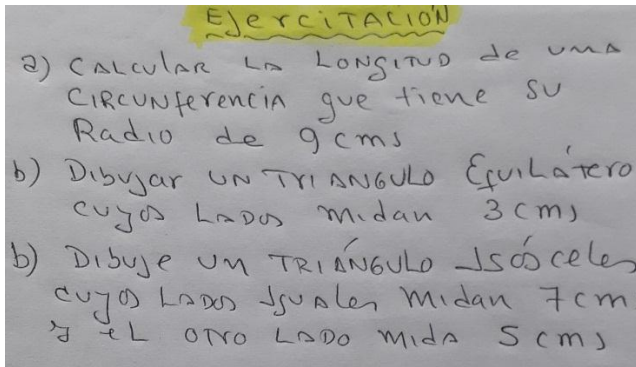 EJercitación
a) CALCULAR LA LONGITUD de UNA
CIRCUNferencia que tiene SU
Radio de 9 cms
b) Dibujar UN TRIANGULO Equilátero
cuyos LADOS midan 3 cms
b) Dibuje UN TRIÁNGULO Isósceles
cuyos LADOS Iguales midan 7 cm
y eL OTRO LADO mida 5 cms